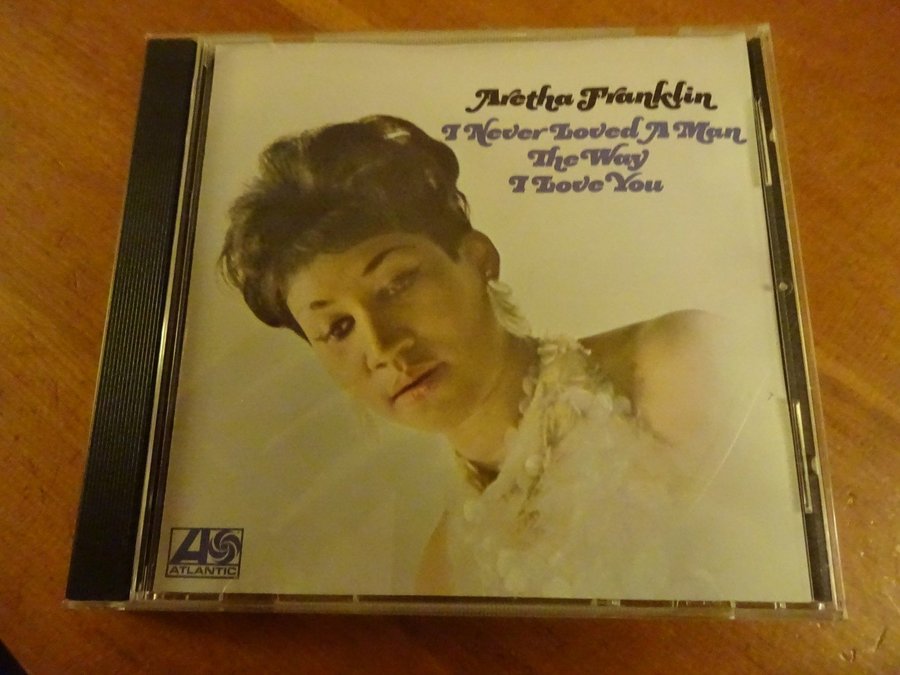 Aretha Franklin
I Never Loved A Man
The Way
I Love You
ATLANTIC